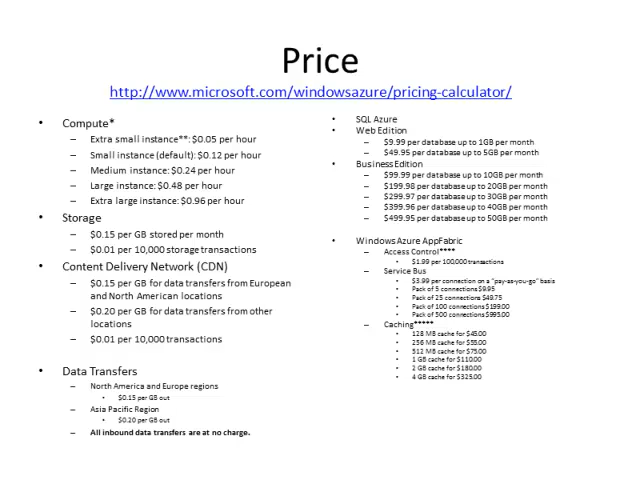 Price
http://www.microsoft.com/windowsazure/pricing-calculator/
• Compute*
– Extra small instance**: $0.05 per hour
– Small instance (default): $0.12 per hour
– Medium instance: $0.24 per hour
– Large instance: $0.48 per hour
– Extra large instance: $0.96 per hour
• Storage
– $0.15 per GB stored per month
– $0.01 per 10,000 storage transactions
• Content Delivery Network (CDN)
– $0.15 per GB for data transfers from European
and North American locations
– $0.20 per GB for data transfers from other
locations
– $0.01 per 10,000 transactions
• Data Transfers
– North America and Europe regions
• $0.15 per GB out
– Asia Pacific Region
• $0.20 per GB out
– All inbound data transfers are at no charge.
• SQL Azure
• Web Edition
– $9.99 per database up to 1GB per month
– $49.95 per database up to 5GB per month
• Business Edition
– $99.99 per database up to 10GB per month
– $199.98 per database up to 20GB per month
– $299.97 per database up to 30GB per month
– $399.96 per database up to 40GB per month
– $499.95 per database up to 50GB per month
• Windows Azure AppFabric
– Access Control****
• $1.99 per 100,000 transactions
– Service Bus
• $3.99 per connection on a "pay-as-you-go" basis
• Pack of 5 connections $9.95
• Pack of 25 connections $49.75
• Pack of 100 connections $199.00
• Pack of 500 connections $995.00
– Caching*****
• 128 MB cache for $45.00
• 256 MB cache for $55.00
• 512 MB cache for $75.00
• 1 GB cache for $110.00
• 2 GB cache for $180.00
• 4 GB cache for $325.00